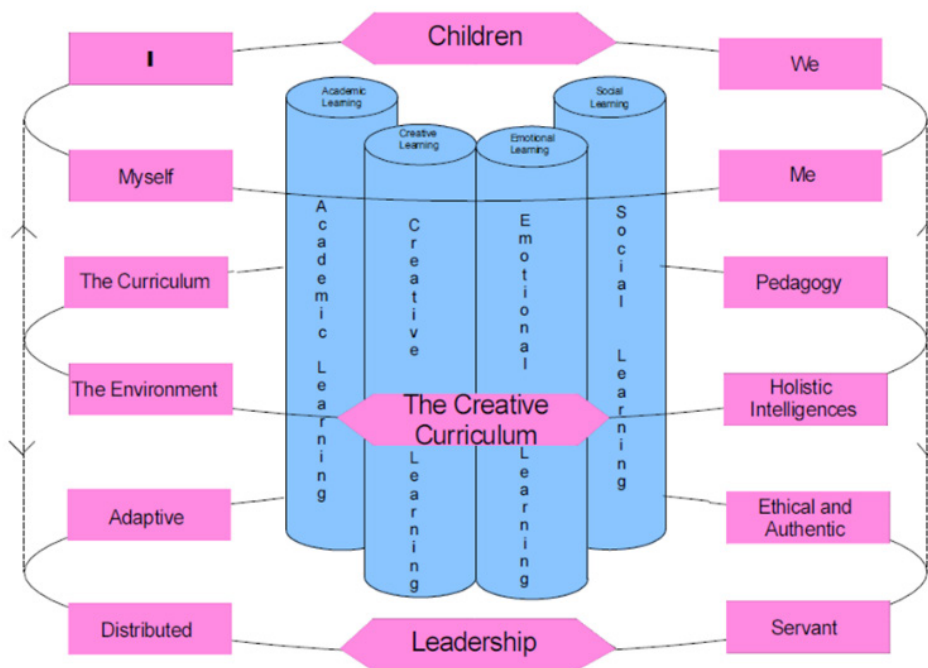 Children
I
We
Academic
Learning
Social
Learning
Creative
Learning
Emotional
Learning
Myself
Me
Academic Learning
Creative Learning
Emotional Learning
Social Learning
The Curriculum
Pedagogy
The Environment
Holistic
Intelligences
The Creative
Curriculum
Adaptive
Ethical and
Authentic
Distributed
Leadership
Servant